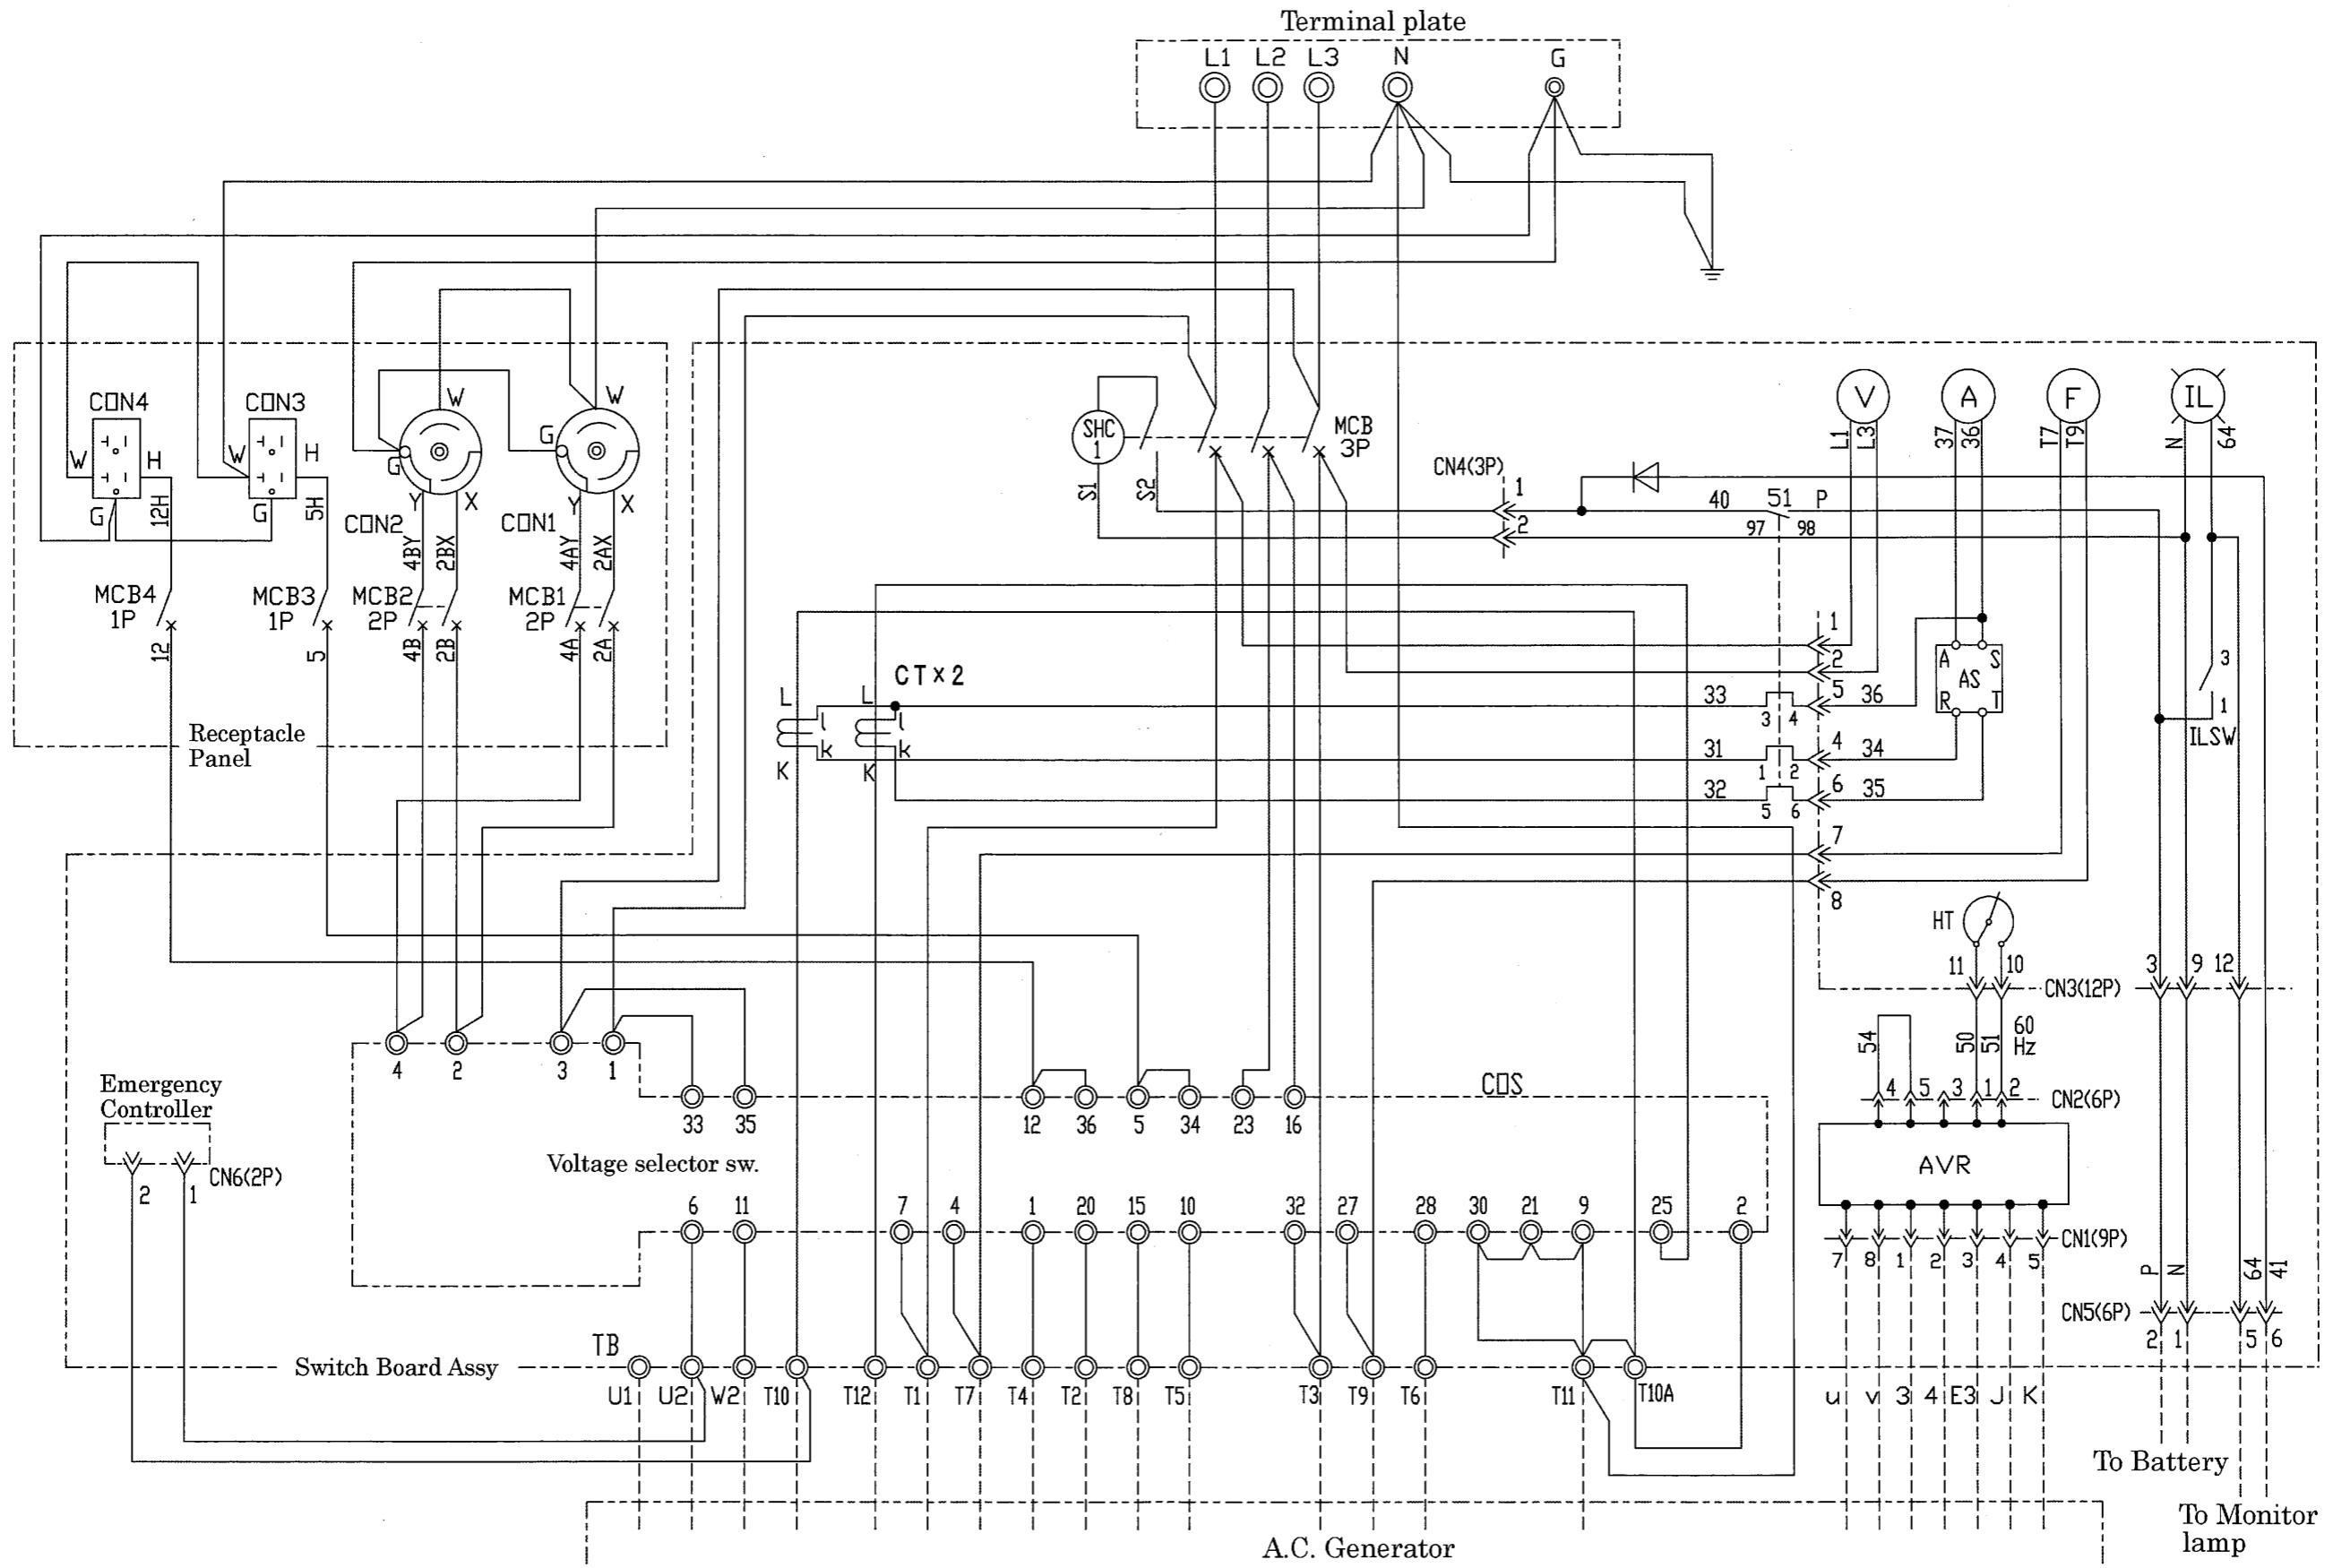 Terminal plate
L1 L2 L3 N G
CON4 CON3 W W
W H W H G G
G 12H G 5H Y X Y X
CON2 CON1
4BY 2BX 4AY 2AX
MCB4 1P
MCB3 1P
MCB2 2P
MCB1 2P
12 5 4B 2B 4A 2A
Receptacle
Panel
SHC
1
S1 S2
MCB
3P
CN4(3P)
1
2
40 51 P
97 98
V A F IL
L1 L3 37 36 T7 T9 N 64
CT×2
L L
l l
k k
K K
33 3 4 5 36
31 1 2 4 34
32 5 6 6 35
1
2
7
8
A S
AS
R T
3
1
ILSW
HT
11 10
CN3(12P)
3 9 12
54 50 51 60
Hz
4 5 3 1 2
CN2(6P)
AVR
CN1(9P)
7 8 1 2 3 4 5
P N 64 41
CN5(6P)
2 1 5 6
4 2 3 1
33 35 12 36 5 34 23 16
COS
Emergency
Controller
CN6(2P)
2 1
Voltage selector sw.
6 11 7 4 1 20 15 10 32 27 28 30 21 9 25 2
TB
Switch Board Assy
U1 U2 W2 T10 T12 T1 T7 T4 T2 T8 T5 T3 T9 T6 T11 T10A
u v 3 4 E3 J K
To Battery
To Monitor
lamp
A.C. Generator